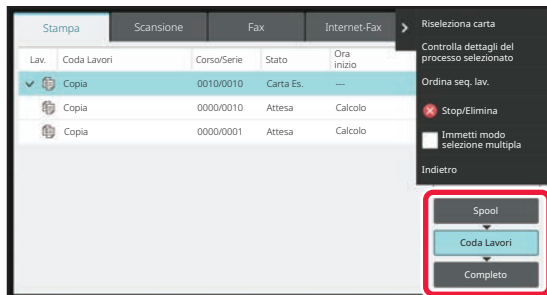 Stampa Scansione Fax Internet-Fax
Lav. Coda Lavori Corso/Serie Stato Ora inizio
Copia 0010/0010 Carta Es. ---
Copia 0000/0010 Attesa Calcolo
Copia 0000/0001 Attesa Calcolo
Riseleziona carta
Controlla dettagli del
processo selezionato
Ordina seq. lav.
Stop/Elimina
Immetti modo
selezione multipla
Indietro
Spool
Coda Lavori
Completo